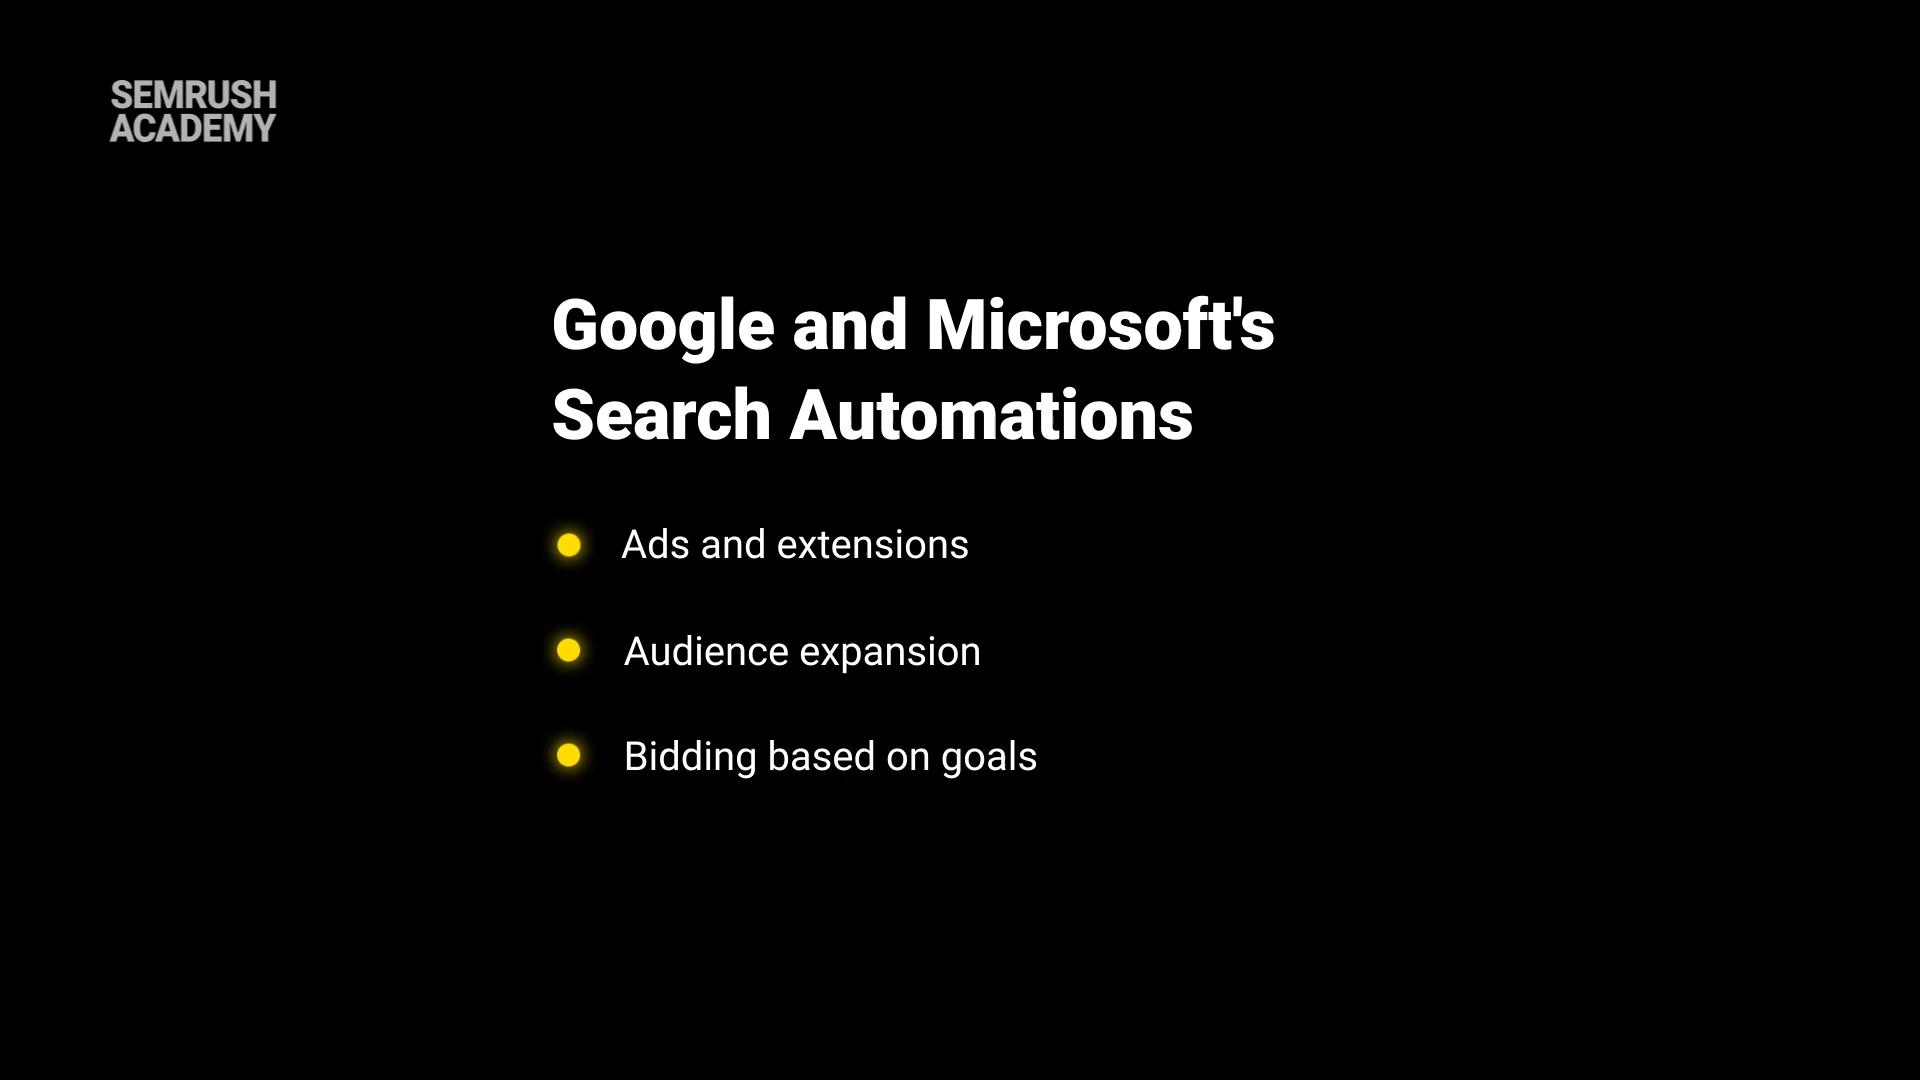 SEMRUSH
ACADEMY
Google and Microsoft's
Search Automations
Ads and extensions
Audience expansion
Bidding based on goals